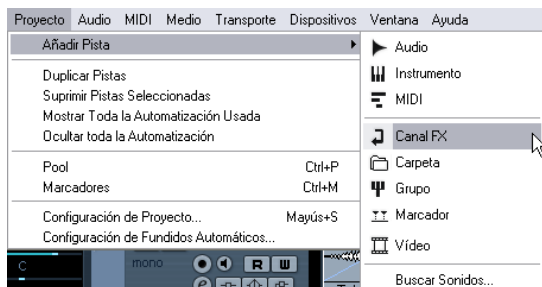 Proyecto Audio MIDI Medio Transporte Dispositivos Ventana Ayuda
Añadir Pista
Duplicar Pistas
Suprimir Pistas Seleccionadas
Mostrar Toda la Automatización Usada
Ocultar toda la Automatización
Pool Ctrl+P
Marcadores Ctrl+M
Configuración de Proyecto... Mayús+S
Configuración de Fundidos Automáticos...
Audio
Instrumento
MIDI
Canal FX
Carpeta
Grupo
Marcador
Vídeo
Buscar Sonidos...
C mono R W
e